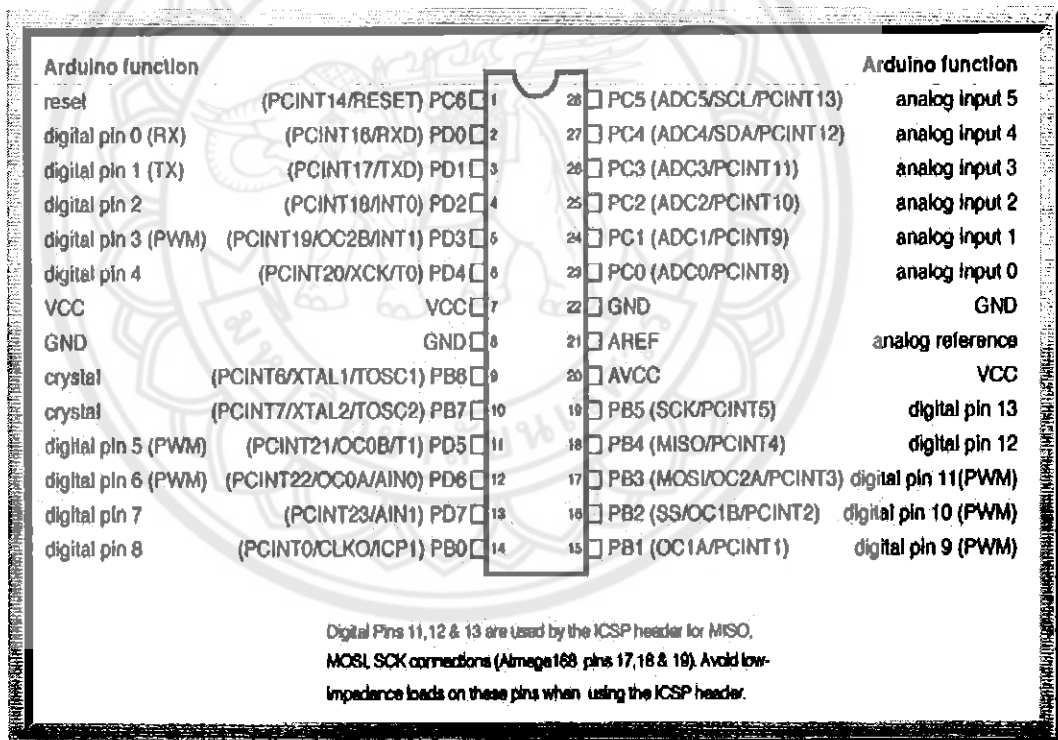 Arduino function Arduino function
reset (PCINT14/RESET) PC6 1 28 PC5 (ADC5/SCL/PCINT13) analog input 5
digital pin 0 (RX) (PCINT16/RXD) PD0 2 27 PC4 (ADC4/SDA/PCINT12) analog input 4
digital pin 1 (TX) (PCINT17/TXD) PD1 3 26 PC3 (ADC3/PCINT11) analog input 3
digital pin 2 (PCINT18/INT0) PD2 4 25 PC2 (ADC2/PCINT10) analog input 2
digital pin 3 (PWM) (PCINT19/OC2B/INT1) PD3 5 24 PC1 (ADC1/PCINT9) analog input 1
digital pin 4 (PCINT20/XCK/T0) PD4 6 23 PC0 (ADC0/PCINT8) analog input 0
VCC VCC 7 22 GND GND
GND GND 8 21 AREF analog reference
crystal (PCINT6/XTAL1/TOSC1) PB6 9 20 AVCC VCC
crystal (PCINT7/XTAL2/TOSC2) PB7 10 19 PB5 (SCK/PCINT5) digital pin 13
digital pin 5 (PWM) (PCINT21/OC0B/T1) PD5 11 18 PB4 (MISO/PCINT4) digital pin 12
digital pin 6 (PWM) (PCINT22/OC0A/AIN0) PD6 12 17 PB3 (MOSI/OC2A/PCINT3) digital pin 11(PWM)
digital pin 7 (PCINT23/AIN1) PD7 13 16 PB2 (SS/OC1B/PCINT2) digital pin 10 (PWM)
digital pin 8 (PCINT0/CLKO/ICP1) PB0 14 15 PB1 (OC1A/PCINT1) digital pin 9 (PWM)
Digital Pins 11,12 & 13 are used by the ICSP header for MISO,
MOSI, SCK connections (Atmega168 pins 17,18 & 19). Avoid low-
impedance loads on these pins when using the ICSP header.